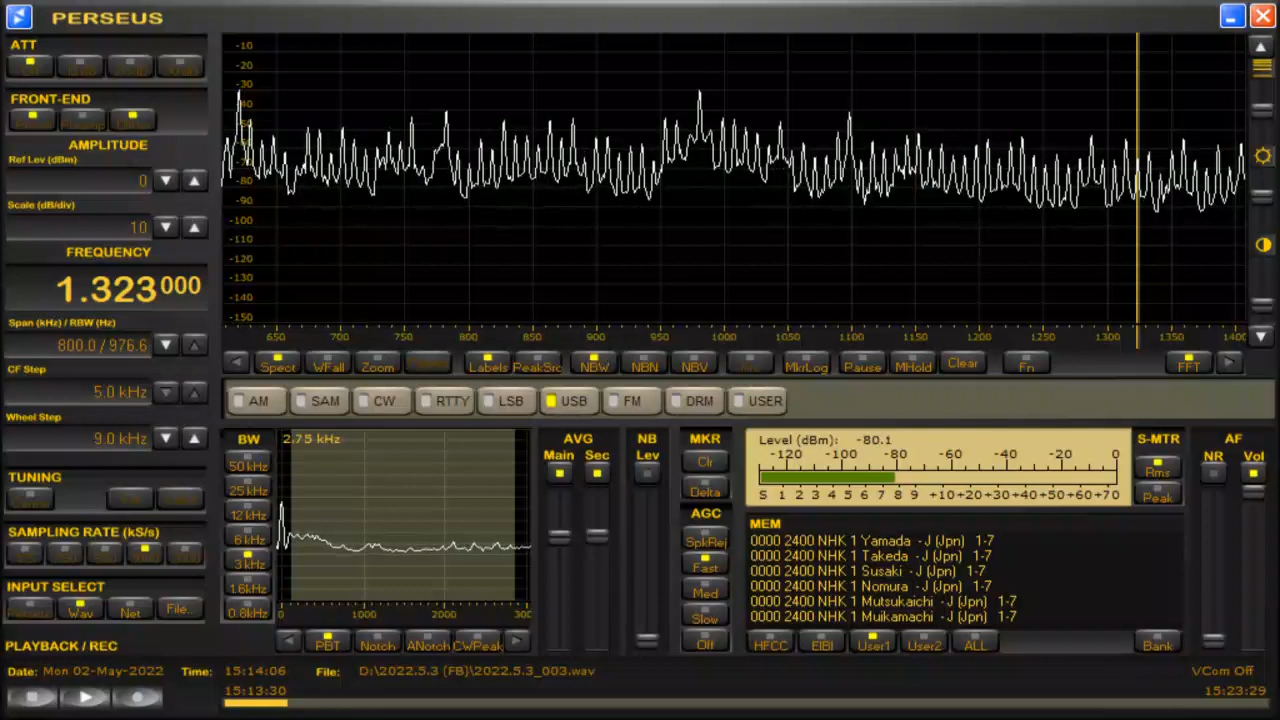 PERSEUS
ATT
FRONT-END
AMPLITUDE
Ref Lev (dBm)
0
Scale (dB/div)
10
FREQUENCY
1.323000
Span (kHz) / RBW (Hz)
800.0 / 976.6
CF Step
5.0 kHz
Wheel Step
9.0 kHz
TUNING
SAMPLING RATE (kS/s)
INPUT SELECT
Wav Net File..
PLAYBACK / REC
-10
-20
-30
-40
-80
-90
-100
-110
-120
-130
-140
-150
650 700 750 800 850 900 950 1000 1050 1100 1150 1200 1250 1300 1350 1400
Spect WFall Zoom Labels PeakSrc NBW NBN NBV MkrLog Pause MHold Clear Fn FFT
AM SAM CW RTTY LSB USB FM DRM USER
BW
50 kHz
25 kHz
12 kHz
6 kHz
3 kHz
1.6kHz
0.8kHz
2.75 kHz
0 1000 2000
PBT Notch ANotch CWPeak
AVG
Main Sec
NB
Lev
MKR
Clr
Delta
AGC
SpkRej
Fast
Med
Slow
Off
Level (dBm): -80.1
-120 -100 -80 -60 -40 -20 0
S 1 2 3 4 5 6 7 8 9 +10+20+30+40+50+60+70
S-MTR
Rms
Peak
AF
NR Vol
MEM
0000 2400 NHK 1 Yamada - J (Jpn) 1-7
0000 2400 NHK 1 Takeda - J (Jpn) 1-7
0000 2400 NHK 1 Susaki - J (Jpn) 1-7
0000 2400 NHK 1 Nomura - J (Jpn) 1-7
0000 2400 NHK 1 Mutsukaichi - J (Jpn) 1-7
0000 2400 NHK 1 Muikamachi - J (Jpn) 1-7
HFCC EIBI User1 User2 ALL Bank
Date: Mon 02-May-2022 Time: 15:14:06 File: D:\2022.5.3 (FB)\2022.5.3_003.wav VCom Off
15:13:30 15:23:29